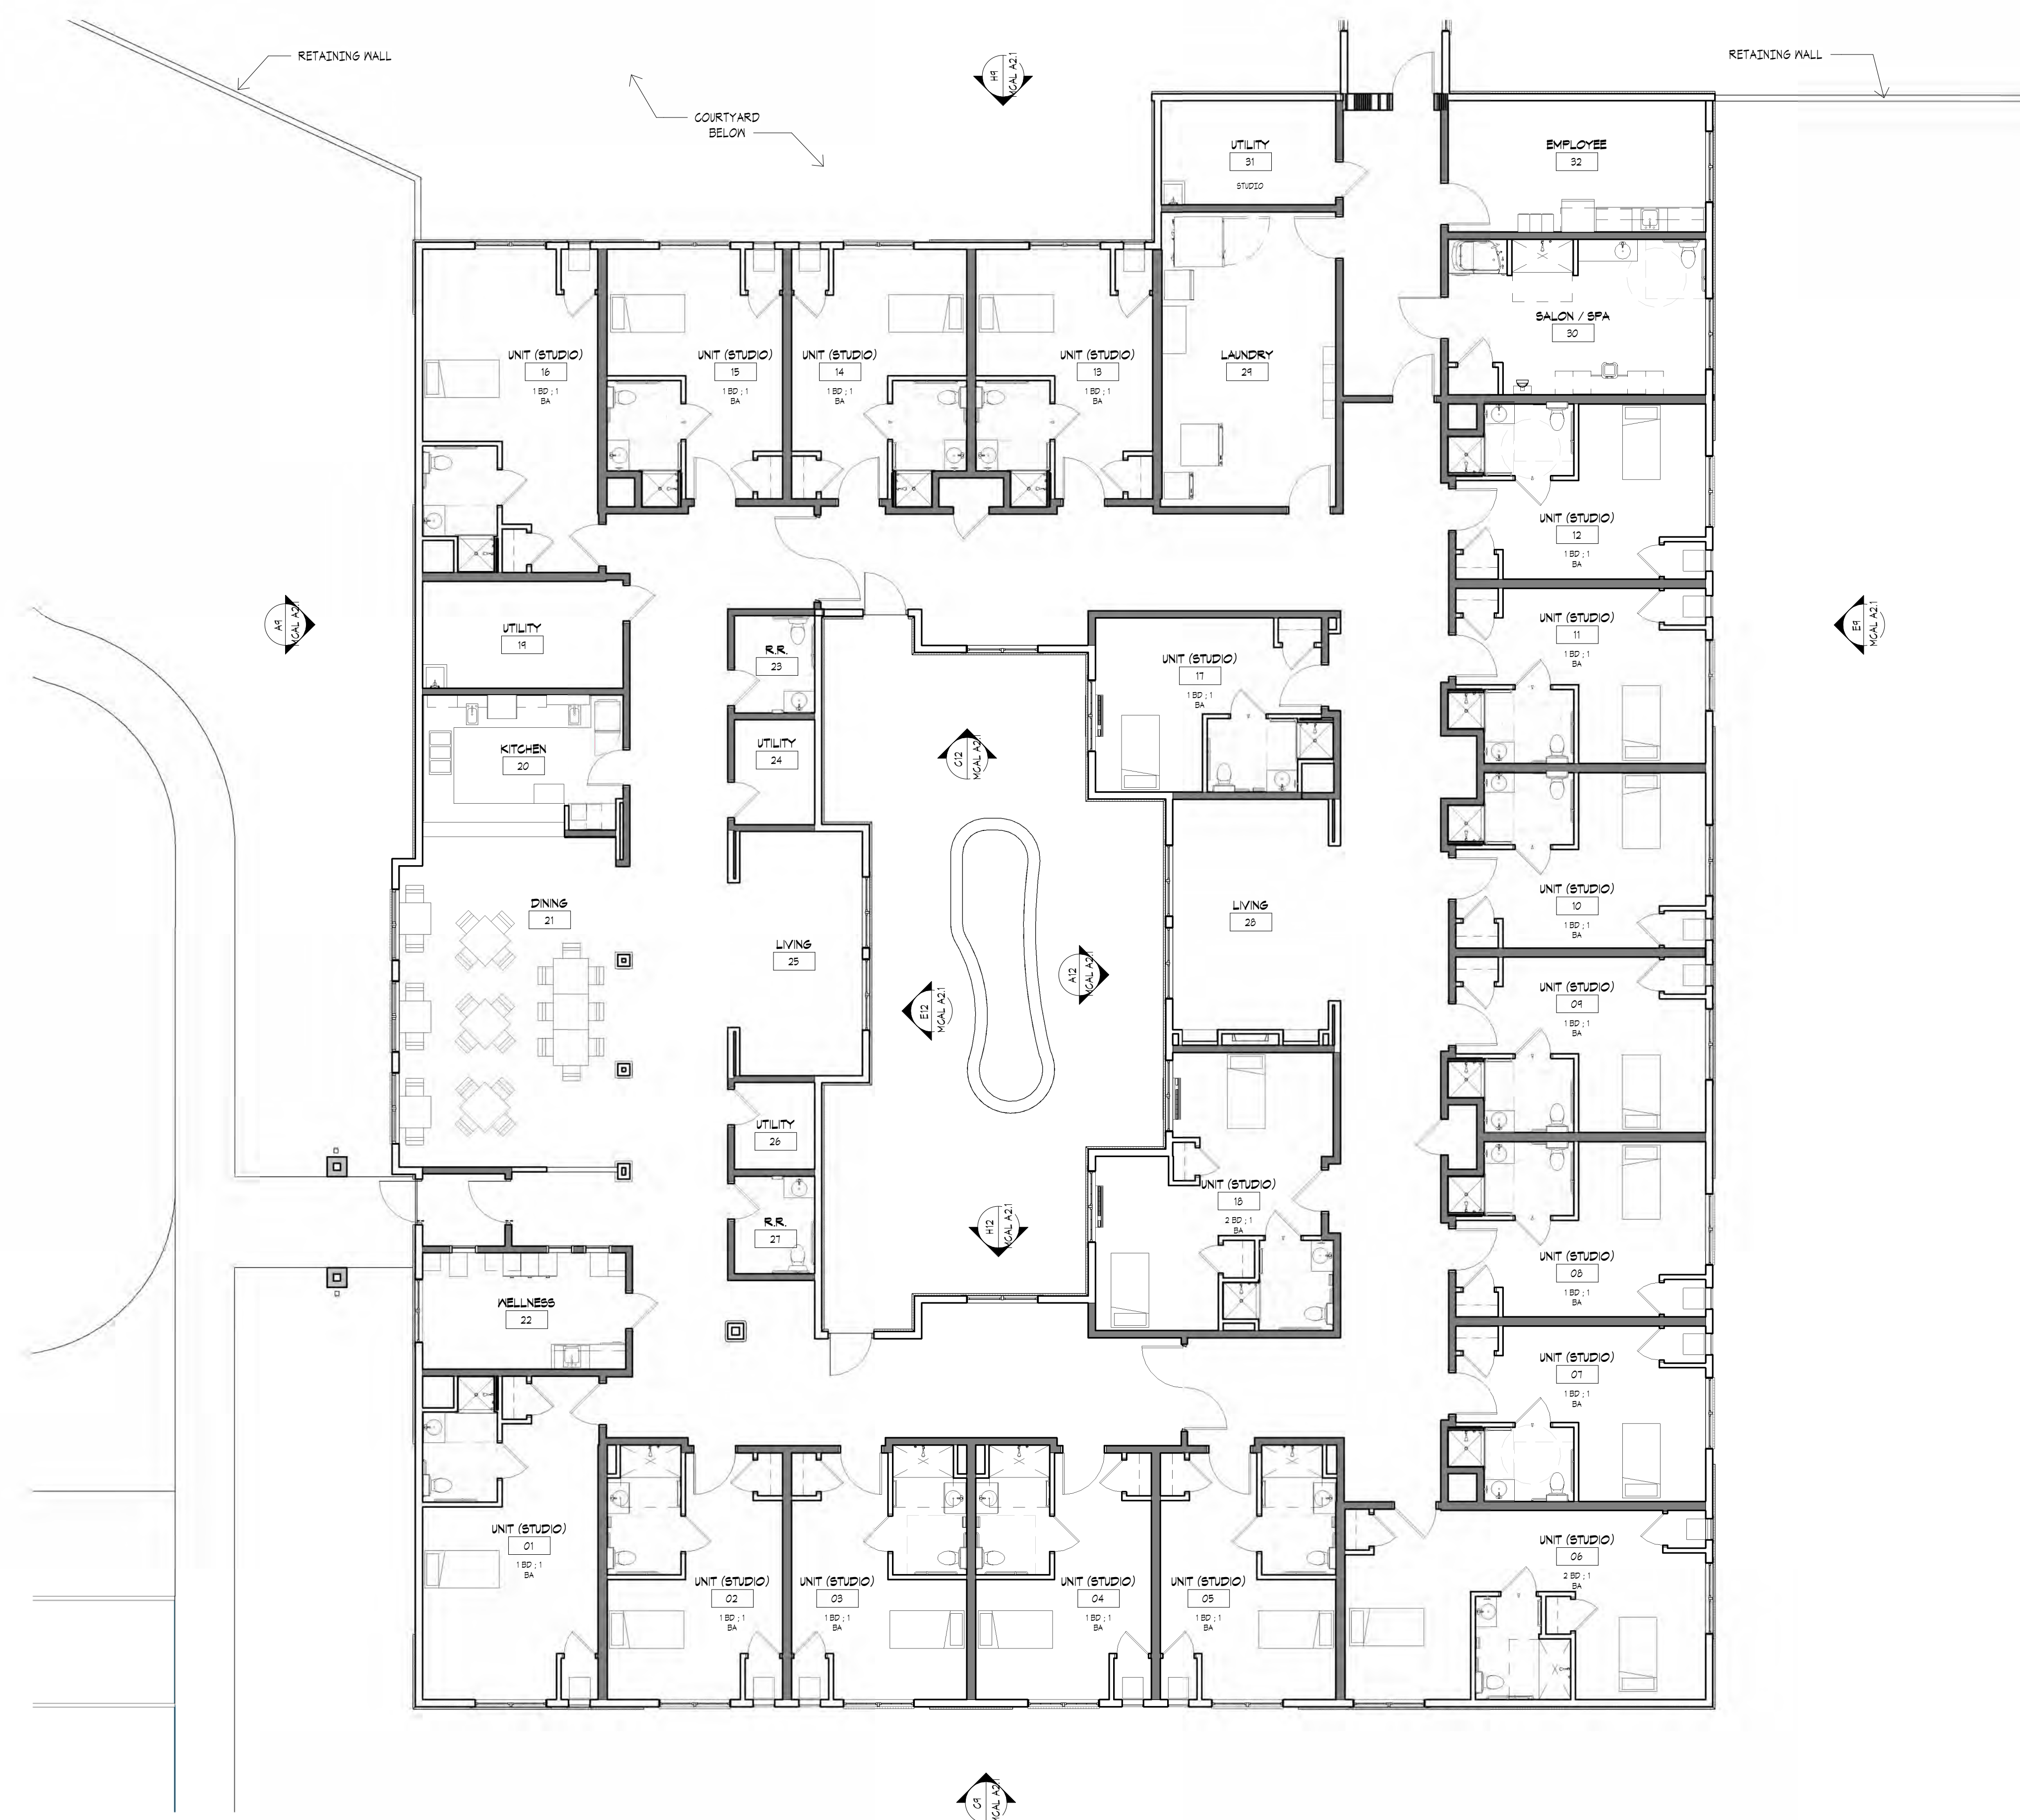 RETAINING WALL
RETAINING WALL
H9
MCAL A2.1
COURTYARD
BELOW
UTILITY
31
STUDIO
EMPLOYEE
32
SALON / SPA
30
UNIT (STUDIO)
16
1 BD ; 1
BA
UNIT (STUDIO)
15
1 BD ; 1
BA
UNIT (STUDIO)
14
1 BD ; 1
BA
UNIT (STUDIO)
13
1 BD ; 1
BA
LAUNDRY
29
UNIT (STUDIO)
12
1 BD ; 1
BA
A9
MCAL A2.1
UTILITY
19
R.R.
23
UNIT (STUDIO)
17
1 BD ; 1
BA
UNIT (STUDIO)
11
1 BD ; 1
BA
E9
MCAL A2.1
KITCHEN
20
UTILITY
24
C12
MCAL A2.1
DINING
21
LIVING
25
LIVING
28
UNIT (STUDIO)
10
1 BD ; 1
BA
A12
MCAL A2.1
E12
MCAL A2.1
UNIT (STUDIO)
09
1 BD ; 1
BA
UTILITY
26
R.R.
27
H12
MCAL A2.1
UNIT (STUDIO)
18
2 BD ; 1
BA
UNIT (STUDIO)
08
1 BD ; 1
BA
WELLNESS
22
UNIT (STUDIO)
07
1 BD ; 1
BA
UNIT (STUDIO)
01
1 BD ; 1
BA
UNIT (STUDIO)
02
1 BD ; 1
BA
UNIT (STUDIO)
03
1 BD ; 1
BA
UNIT (STUDIO)
04
1 BD ; 1
BA
UNIT (STUDIO)
05
1 BD ; 1
BA
UNIT (STUDIO)
06
2 BD ; 1
BA
C9
MCAL A2.1